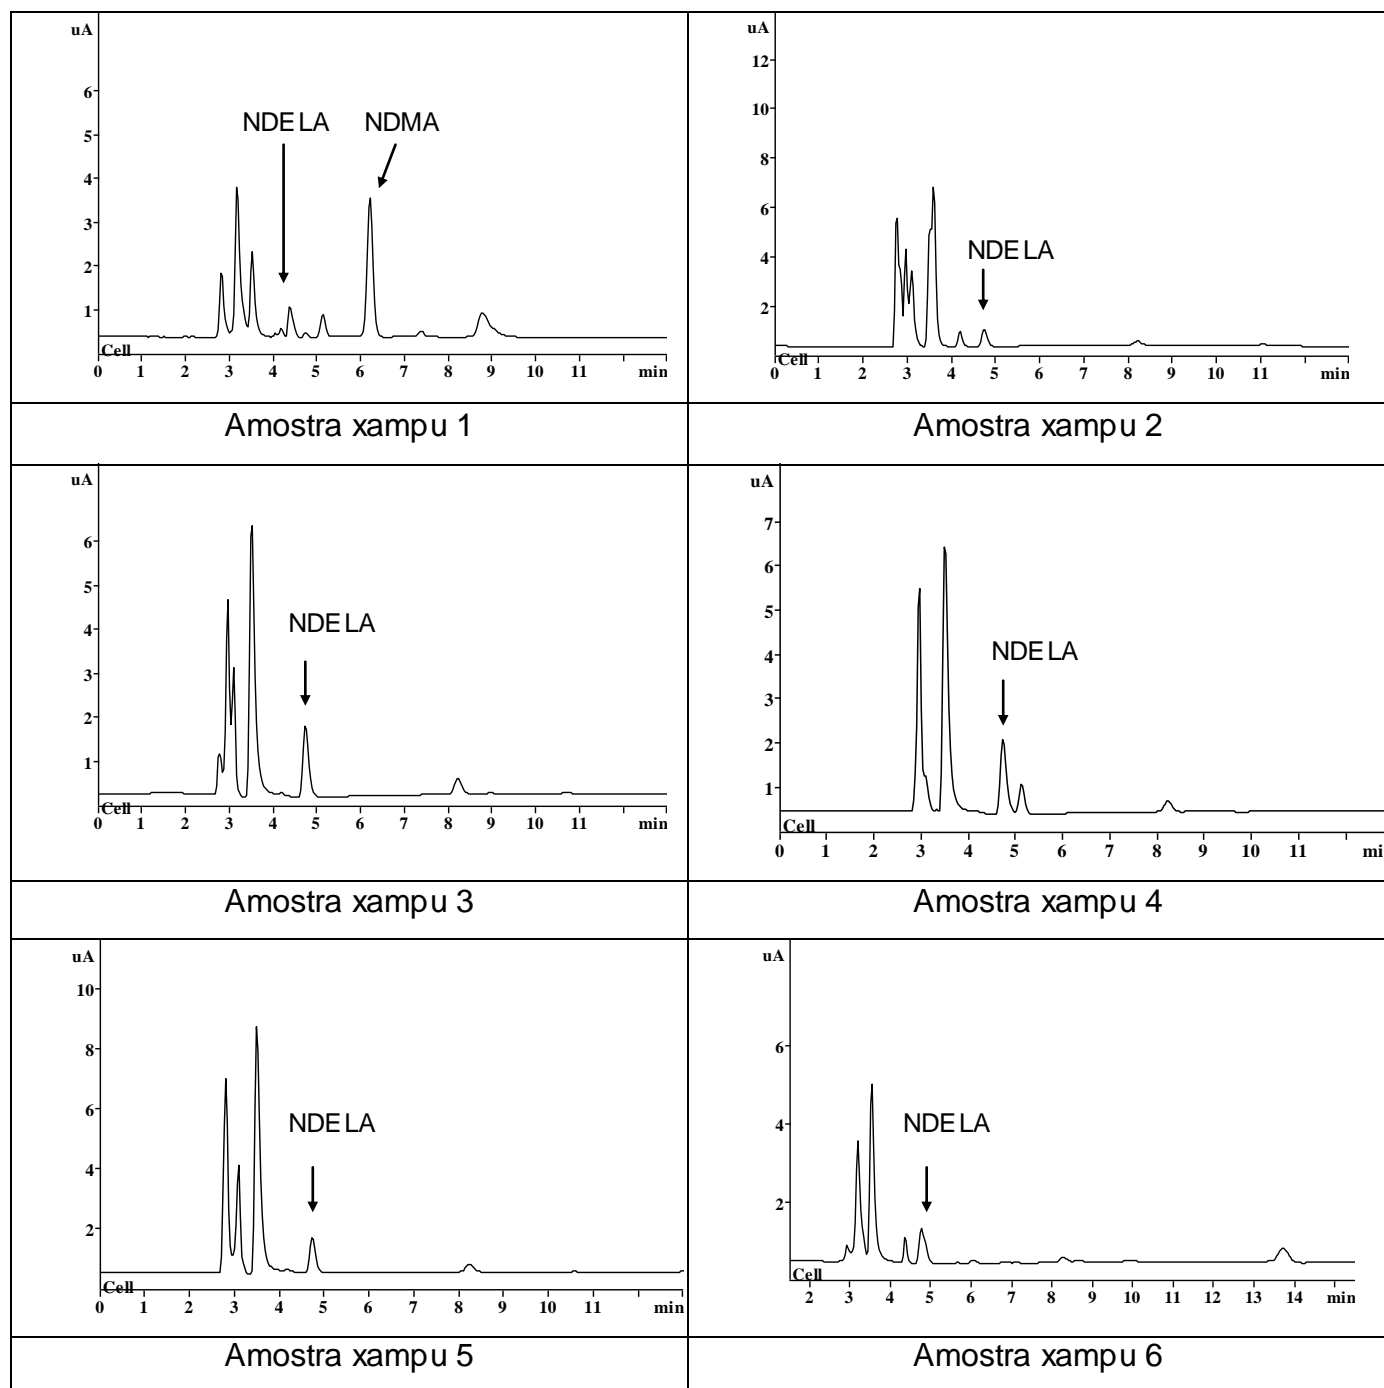 uA
6
5
4
3
2
1
NDELA NDMA
Cell
0 1 2 3 4 5 6 7 8 9 10 11 min
Amostra xampu 1
uA
12
10
8
6
4
2
NDELA
Cell
0 1 2 3 4 5 6 7 8 9 10 11 min
Amostra xampu 2
uA
6
5
4
3
2
1
NDELA
Cell
0 1 2 3 4 5 6 7 8 9 10 11 min
Amostra xampu 3
uA
7
6
5
4
3
2
1
NDELA
Cell
0 1 2 3 4 5 6 7 8 9 10 11 mi
Amostra xampu 4
uA
10
8
6
4
2
NDELA
Cell
0 1 2 3 4 5 6 7 8 9 10 11 min
Amostra xampu 5
uA
6
4
2
NDELA
Cell
2 3 4 5 6 7 8 9 10 11 12 13 14 min
Amostra xampu 6